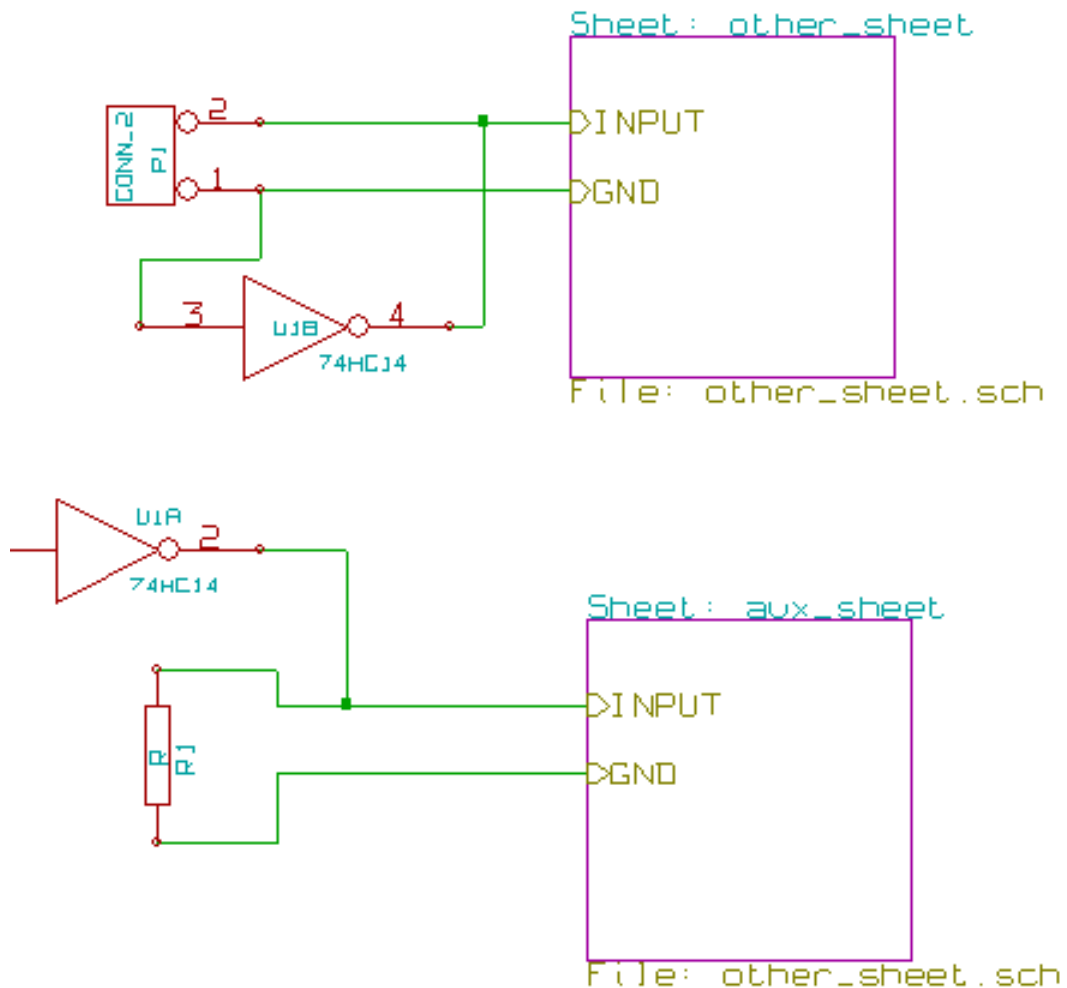 Sheet: other_sheet
2
INPUT
CONN_2
P1
1
GND
3
U1B
4
74HC14
File: other_sheet.sch
U1A
2
74HC14
Sheet: aux_sheet
INPUT
R
R1
GND
File: other_sheet.sch